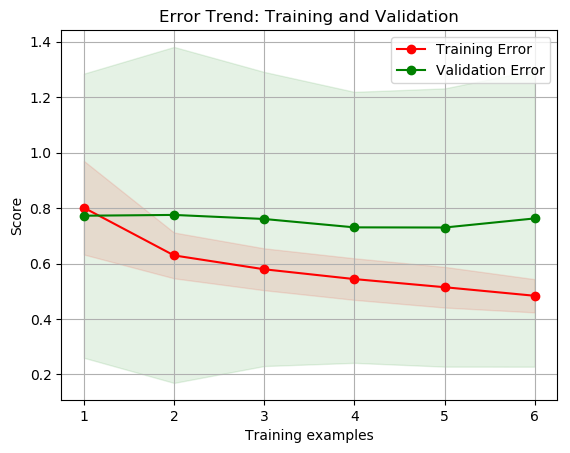 Error Trend: Training and Validation
Training Error
Validation Error
Score
1.4
1.2
1.0
0.8
0.6
0.4
0.2
1 2 3 4 5 6
Training examples